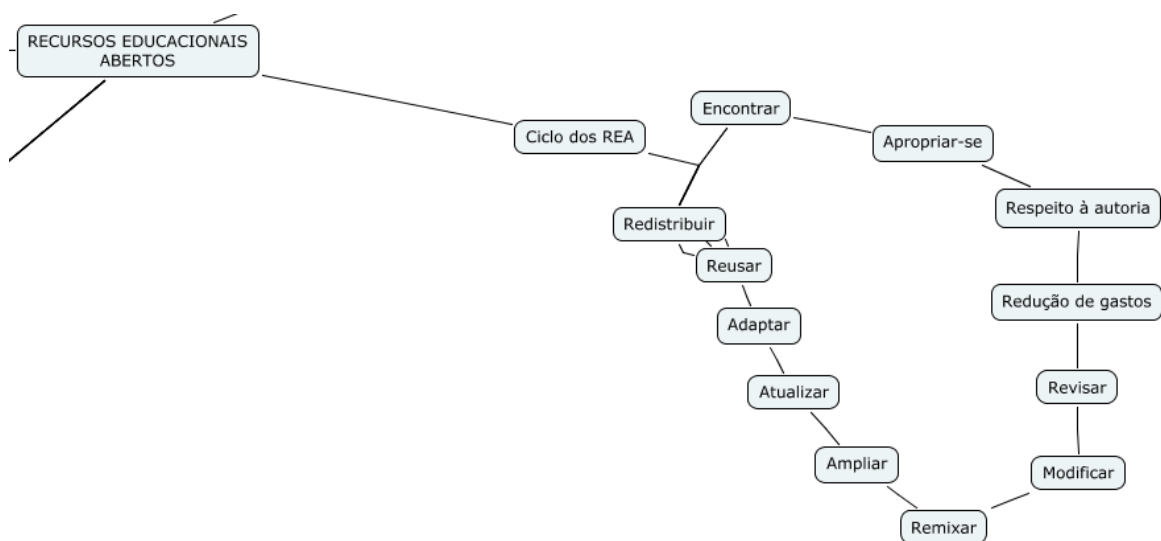 RECURSOS EDUCACIONAIS
ABERTOS
Ciclo dos REA
Encontrar
Apropriar-se
Respeito à autoria
Redução de gastos
Revisar
Modificar
Remixar
Ampliar
Atualizar
Adaptar
Reusar
Redistribuir